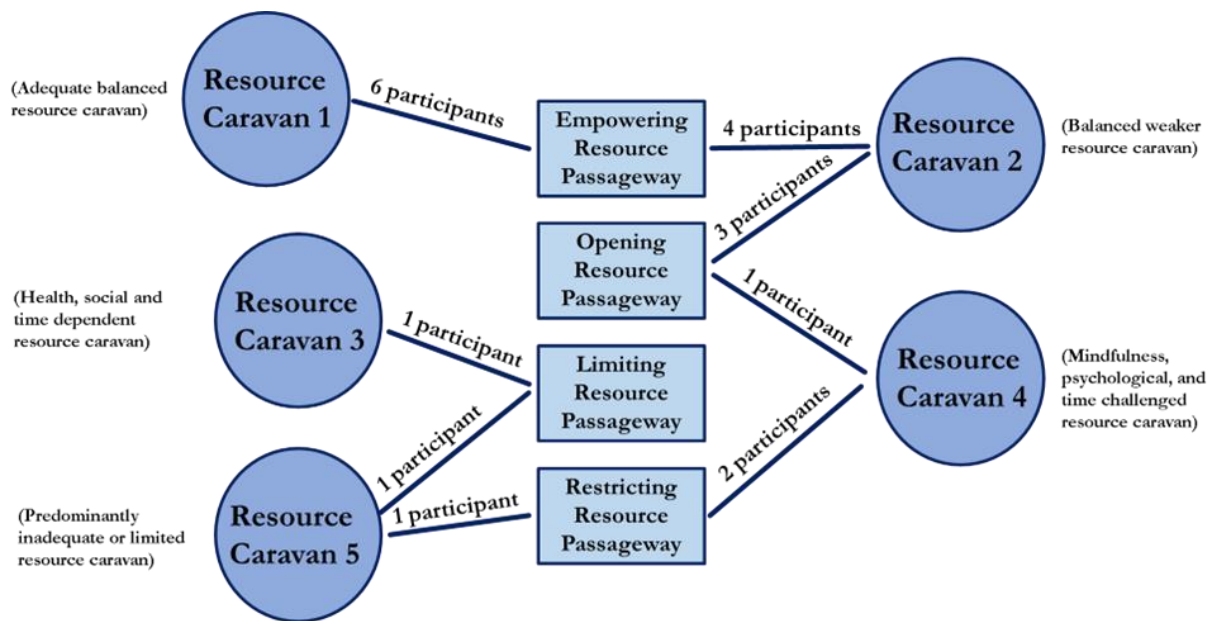 (Adequate balanced
resource caravan)
Resource
Caravan 1
6 participants
Empowering
Resource
Passageway
4 participants
Resource
Caravan 2
(Balanced weaker
resource caravan)
3 participants
Opening
Resource
Passageway
(Health, social and
time dependent
resource caravan)
Resource
Caravan 3
1 participant
Limiting
Resource
Passageway
1 participant
Resource
Caravan 4
(Mindfulness,
psychological, and
time challenged
resource caravan)
1 participant
2 participants
(Predominantly
inadequate or limited
resource caravan)
Resource
Caravan 5
1 participant
Restricting
Resource
Passageway